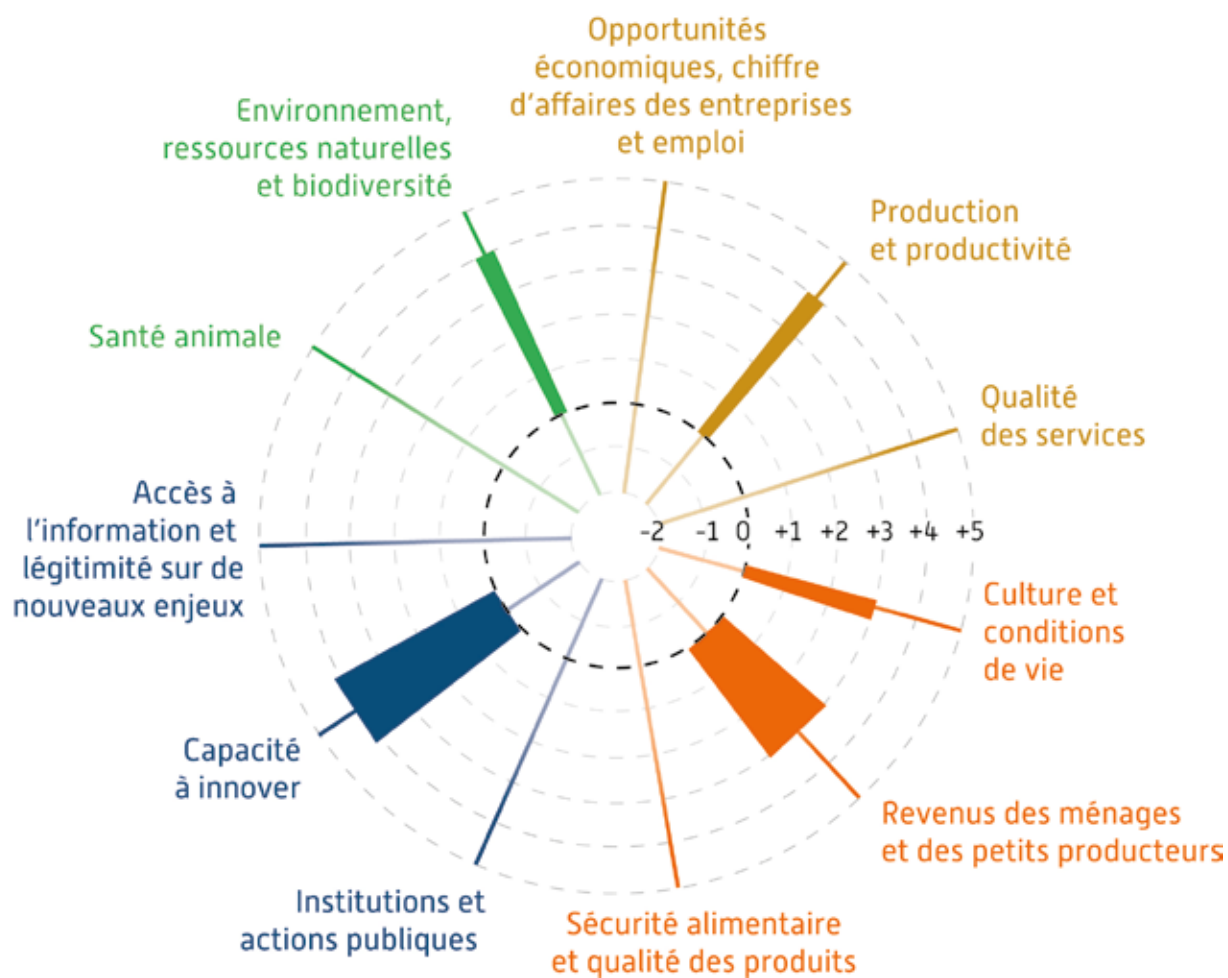 Opportunités
économiques, chiffre
d'affaires des entreprises
et emploi
Environnement,
ressources naturelles
et biodiversité
Production
et productivité
Santé animale
Qualité
des services
Accès à
l'information et
légitimité sur de
nouveaux enjeux
-2 -1 0 +1 +2 +3 +4 +5
Culture et
conditions
de vie
Capacité
à innover
Revenus des ménages
et des petits producteurs
Institutions et
actions publiques
Sécurité alimentaire
et qualité des produits